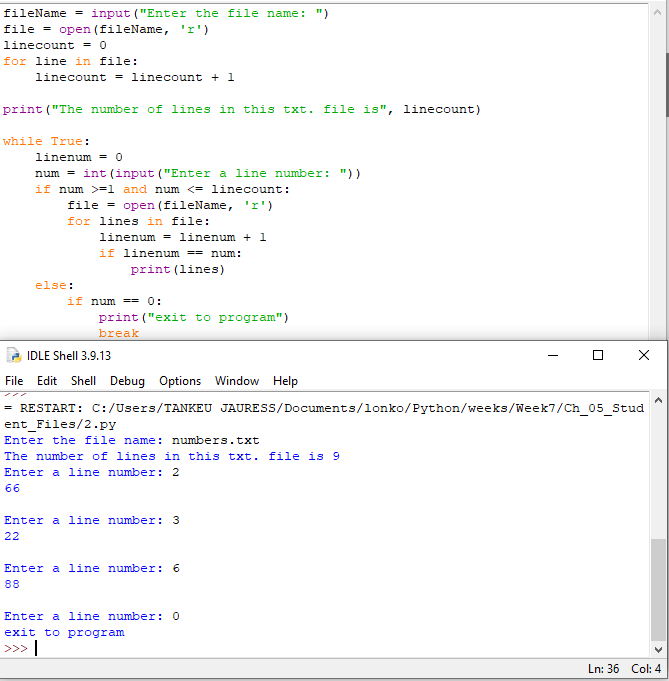 fileName = input("Enter the file name: ")
file = open(fileName, 'r')
linecount = 0
for line in file:
    linecount = linecount + 1
print("The number of lines in this txt. file is", linecount)
while True:
    linenum = 0
    num = int(input("Enter a line number: "))
    if num >=1 and num <= linecount:
        file = open(fileName, 'r')
        for lines in file:
            linenum = linenum + 1
            if linenum == num:
                print(lines)
    else:
        if num == 0:
            print("exit to program")
            break
IDLE Shell 3.9.13
File Edit Shell Debug Options Window Help
>>>
= RESTART: C:/Users/TANKEU JAURESS/Documents/lonko/Python/weeks/Week7/Ch_05_Stud
ent_Files/2.py
Enter the file name: numbers.txt
The number of lines in this txt. file is 9
Enter a line number: 2
66
Enter a line number: 3
22
Enter a line number: 6
88
Enter a line number: 0
exit to program
>>>
Ln: 36 Col: 4